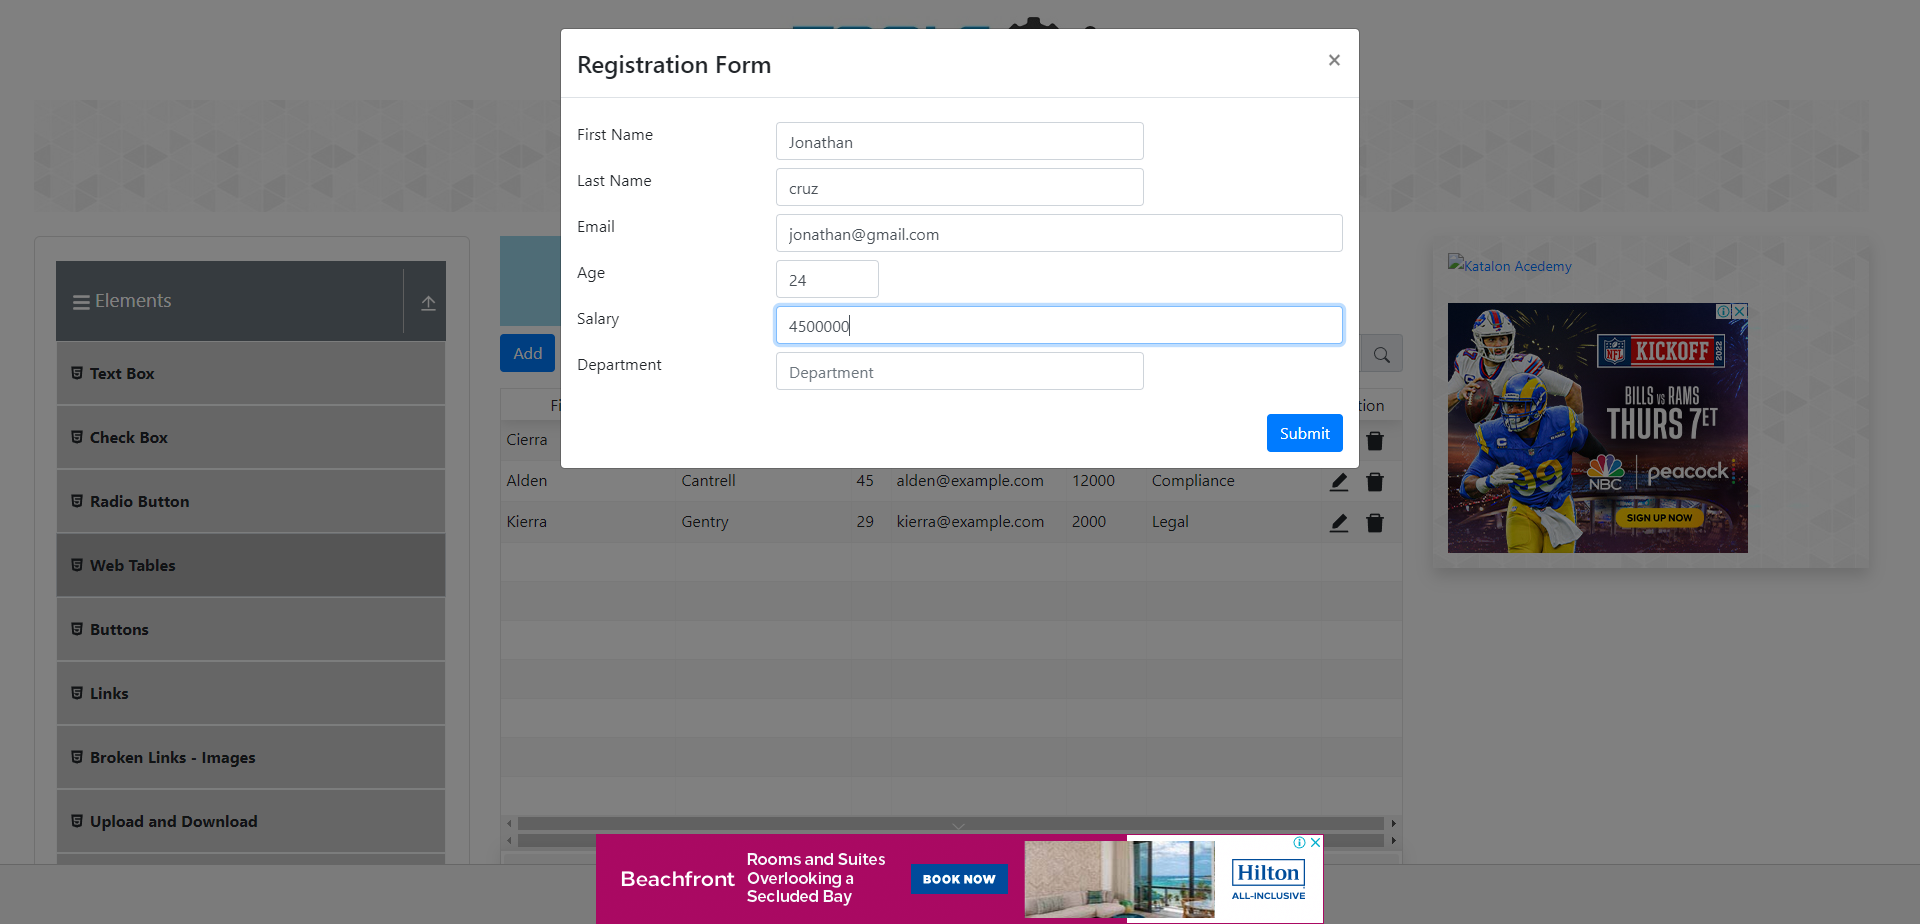 Registration Form
×
First Name
Jonathan
Last Name
cruz
Email
jonathan@gmail.com
Age
24
Salary
4500000
Department
Department
Submit
Elements
Text Box
Check Box
Radio Button
Web Tables
Buttons
Links
Broken Links - Images
Upload and Download
Add
Cierra
Alden Cantrell 45 alden@example.com 12000 Compliance
Kierra Gentry 29 kierra@example.com 2000 Legal
Katalon Acedemy
NFL KICKOFF 2022
BILLS vs RAMS
THURS 7ET
NBC peacock
SIGN UP NOW
Beachfront
Rooms and Suites
Overlooking a
Secluded Bay
BOOK NOW
Hilton
ALL-INCLUSIVE